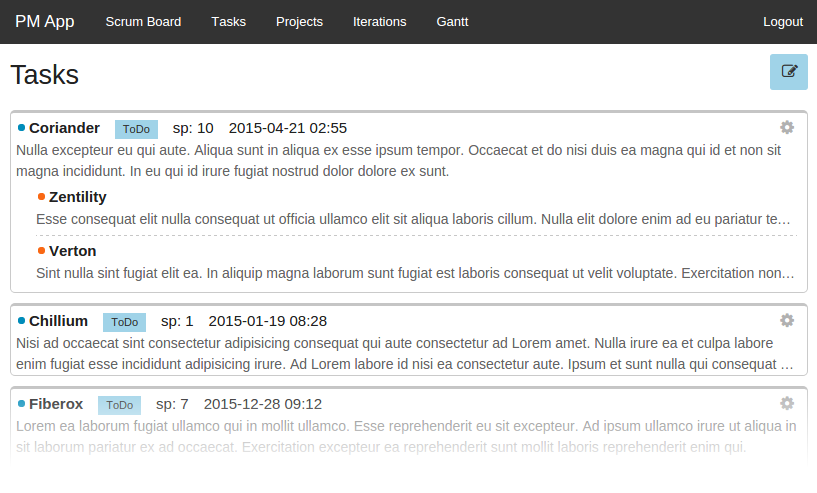 PM App Scrum Board Tasks Projects Iterations Gantt Logout
Tasks
Coriander ToDo sp: 10 2015-04-21 02:55
Nulla excepteur eu qui aute. Aliqua sunt in aliqua ex esse ipsum tempor. Occaecat et do nisi duis ea magna qui id et non sit
magna incididunt. In eu qui id irure fugiat nostrud dolor dolore ex sunt.
Zentility
Esse consequat elit nulla consequat ut officia ullamco elit sit aliqua laboris cillum. Nulla elit dolore enim ad eu pariatur te...
Verton
Sint nulla sint fugiat elit ea. In aliquip magna laborum sunt fugiat est laboris consequat ut velit voluptate. Exercitation non...
Chillium ToDo sp: 1 2015-01-19 08:28
Nisi ad occaecat sint consectetur adipisicing consequat qui aute consectetur ad Lorem amet. Nulla irure ea et culpa labore
enim fugiat esse incididunt adipisicing irure. Ad Lorem labore id nisi ea consectetur aute. Ipsum et sunt nulla qui consequat ...
Fiberox ToDo sp: 7 2015-12-28 09:12
Lorem ea laborum fugiat ullamco qui in mollit ullamco. Esse reprehenderit eu sit excepteur. Ad ipsum ullamco irure ut aliqua in
sit laborum pariatur ex ad occaecat. Exercitation excepteur ea reprehenderit sunt mollit laboris reprehenderit enim qui.